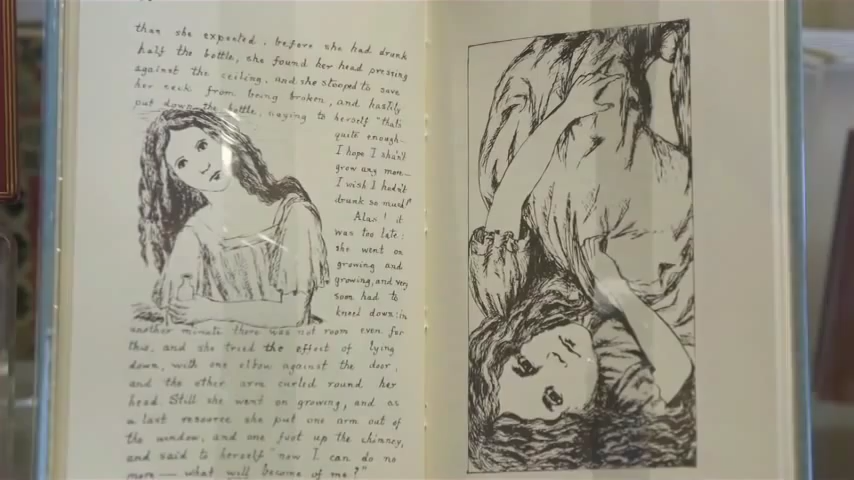 than she expected, before she had drunk
half the bottle, she found her head pressing
against the ceiling, and she stooped to save
her neck from being broken, and hastily
put down the bottle, saying to herself "that's
quite enough—
I hope I shan't
grow any more—
I wish I hadn't
drunk so much!"
Alas! it
was too late:
she went on
growing and
growing, and very
soon had to
kneel down: in
another minute there was not room even for
this, and she tried the effect of lying
down, with one elbow against the door,
and the other arm curled round her
head. Still she went on growing, and as
a last resource she put one arm out of
the window, and one foot up the chimney,
and said to herself "now I can do no
more — what will become of me?"